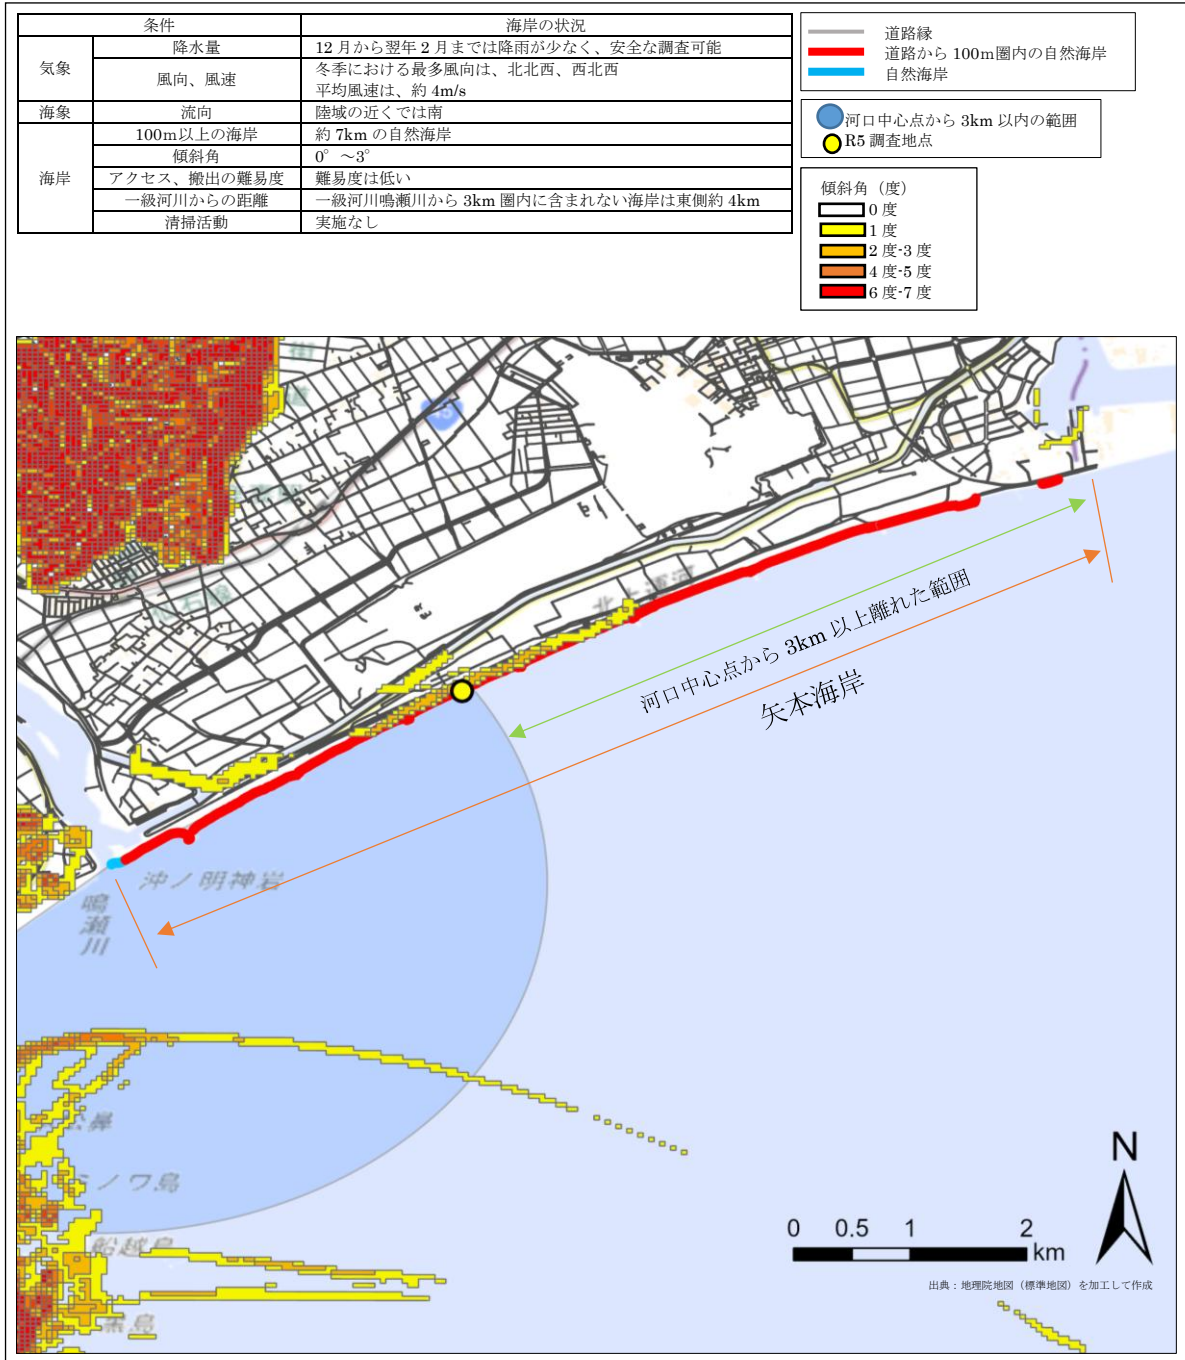 条件 海岸の状況
気象 降水量 12月から翌年2月までは降雨が少なく、安全な調査可能
風向、風速 冬季における最多風向は、北北西、西北西
平均風速は、約4m/s
海象 流向 陸域の近くでは南
海岸 100m以上の海岸 約7kmの自然海岸
傾斜角 0°～3°
アクセス、搬出の難易度 難易度は低い
一級河川からの距離 一級河川鳴瀬川から3km圏内に含まれない海岸は東側約4km
清掃活動 実施なし
道路縁
道路から100m圏内の自然海岸
自然海岸
河口中心点から3km以内の範囲
R5調査地点
傾斜角（度）
0度
1度
2度-3度
4度-5度
6度-7度
北上運河
河口中心点から3km以上離れた範囲
矢本海岸
沖ノ明神岩
鳴瀬川
ミノワ島
船越島
黒島
N
0 0.5 1 2
km
出典：地理院地図（標準地図）を加工して作成